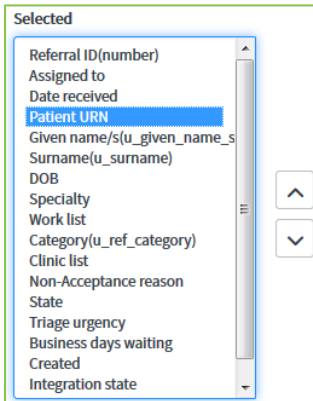 Selected
Referral ID(number)
Assigned to
Date received
Patient URN
Given name/s(u_given_name_s
Surname(u_surname)
DOB
Specialty
Work list
Category(u_ref_category)
Clinic list
Non-Acceptance reason
State
Triage urgency
Business days waiting
Created
Integration state